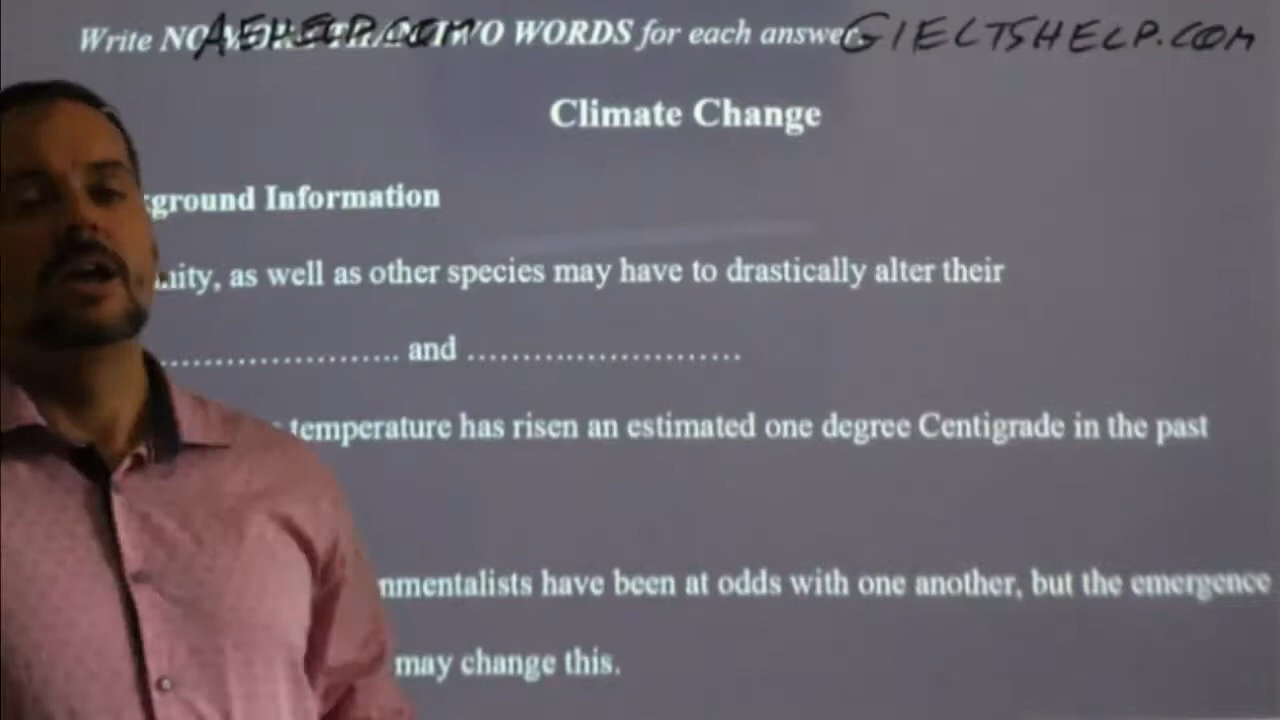 AEHELP.COM GIELTSHELP.COM
Write NO MORE THAN TWO WORDS for each answer.
Climate Change
ground Information
nity, as well as other species may have to drastically alter their
........................ and ........................
temperature has risen an estimated one degree Centigrade in the past
nmentalists have been at odds with one another, but the emergence
may change this.